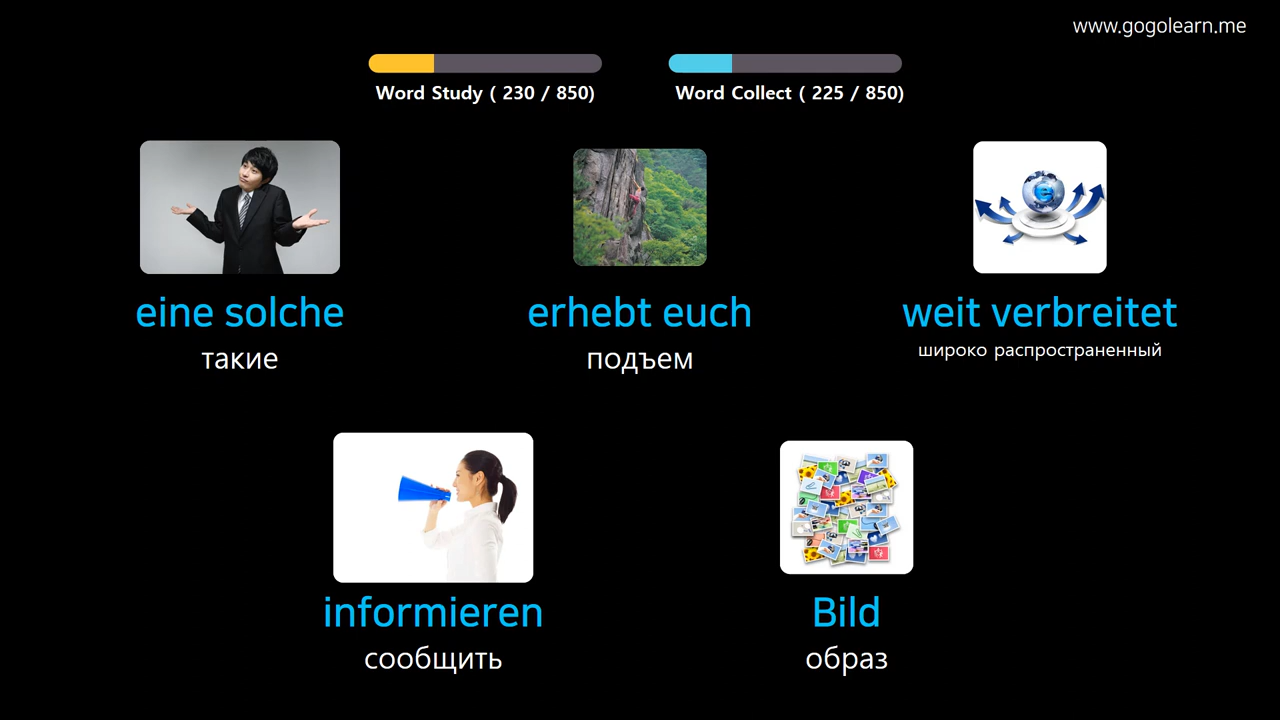 www.gogolearn.me
Word Study ( 230 / 850)
Word Collect ( 225 / 850)
eine solche
такие
erhebt euch
подъем
weit verbreitet
широко распространенный
informieren
сообщить
Bild
образ